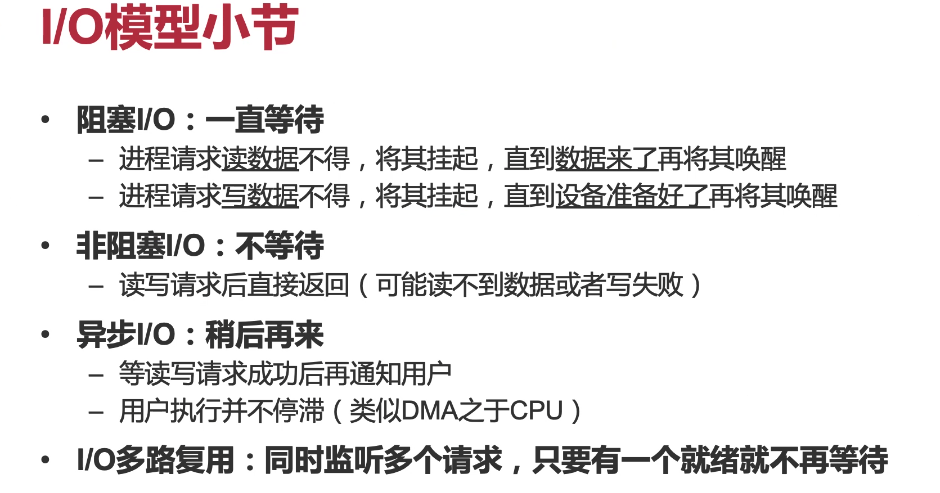 I/O模型小节
• 阻塞I/O：一直等待
– 进程请求读数据不得，将其挂起，直到数据来了再将其唤醒
– 进程请求写数据不得，将其挂起，直到设备准备好了再将其唤醒
• 非阻塞I/O：不等待
– 读写请求后直接返回（可能读不到数据或者写失败）
• 异步I/O：稍后再来
– 等读写请求成功后再通知用户
– 用户执行并不停滞（类似DMA之于CPU）
• I/O多路复用：同时监听多个请求，只要有一个就绪就不再等待